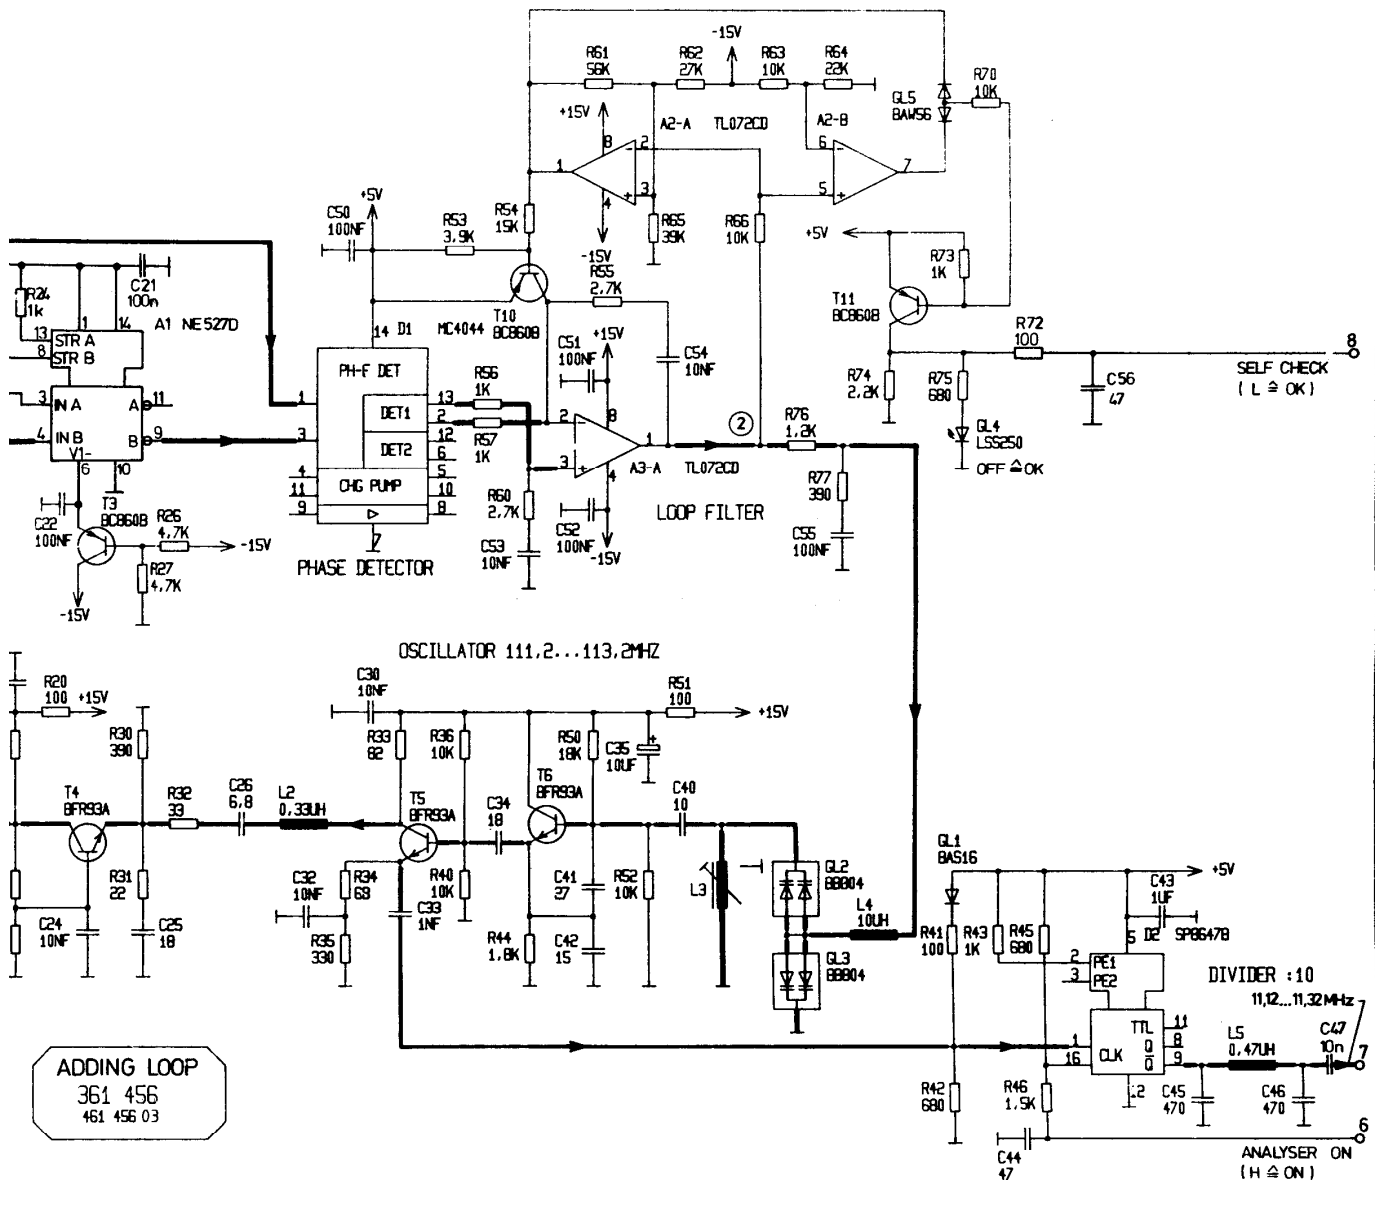 -15V
R61
56K
R62
27K
R63
10K
R64
22K
R70
10K
GL5
BAW56
+15V
8
A2-A
TL072CD
A2-B
1
2
3
4
6
5
7
+5V
C50
100NF
R53
3,9K
R54
15K
-15V
R65
39K
R66
10K
+5V
R73
1K
R55
2,7K
R24
1k
C21
100n
1
14
A1 NE527D
13
STR A
8
STR B
3
IN A
A
11
4
IN B
B
9
V1-
6
10
14
D1
MC4044
T10
BC860B
T11
BC860B
C51
100NF
+15V
C54
10NF
R72
100
8
SELF CHECK
( L ≙ OK )
R74
2,2K
R75
680
C56
47
GL4
LSS250
OFF ≙ OK
PH-F DET
1
3
DET1
DET2
CHG PUMP
4
11
9
13
2
12
6
5
10
8
7
R56
1K
R57
1K
2
3
8
1
4
A3-A
TL072CD
2
R76
1,2K
R77
390
C55
100NF
LOOP FILTER
R60
2,7K
C53
10NF
C52
100NF
-15V
PHASE DETECTOR
T3
BC860B
C22
100NF
R26
4,7K
-15V
R27
4,7K
-15V
OSCILLATOR 111,2...113,2MHZ
R20
100
+15V
R30
390
C30
10NF
R33
82
R36
10K
R50
18K
C35
10UF
+
R51
100
+15V
T4
BFR93A
R32
33
C26
6,8
L2
0,33UH
T5
BFR93A
C34
18
T6
BFR93A
C40
10
R31
22
C24
10NF
C25
18
C32
10NF
R34
68
R35
330
C33
1NF
R40
10K
R44
1,8K
C41
27
C42
15
R52
10K
L3
GL2
BBB04
GL3
BBB04
L4
10UH
GL1
BAS16
+5V
R41
100
R43
1K
R45
680
C43
1UF
5
D2
SP8647B
2
PE1
3
PE2
DIVIDER :10
11,12...11,32MHz
1
16
CLK
TTL
11
Q
8
Q
9
12
L5
0,47UH
C47
10n
7
C45
470
C46
470
R42
680
R46
1,5K
C44
47
6
ANALYSER ON
( H ≙ ON )
ADDING LOOP
361 456
461 456 03